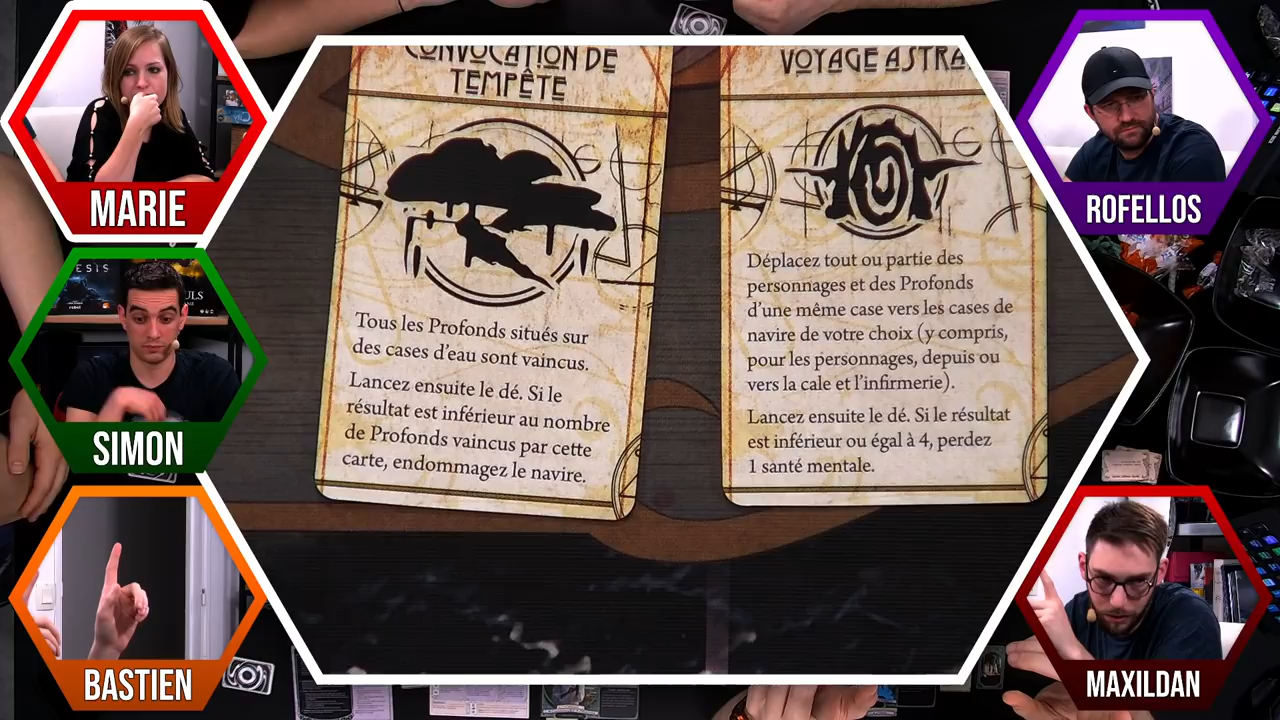 MARIE
SIMON
BASTIEN
ROFELLOS
MAXILDAN
CONVOCATION DE
TEMPÊTE
Tous les Profonds situés sur
des cases d'eau sont vaincus.
Lancez ensuite le dé. Si le
résultat est inférieur au nombre
de Profonds vaincus par cette
carte, endommagez le navire.
VOYAGE ASTRA
Déplacez tout ou partie des
personnages et des Profonds
d'une même case vers les cases de
navire de votre choix (y compris,
pour les personnages, depuis ou
vers la cale et l'infirmerie).
Lancez ensuite le dé. Si le résultat
est inférieur ou égal à 4, perdez
1 santé mentale.